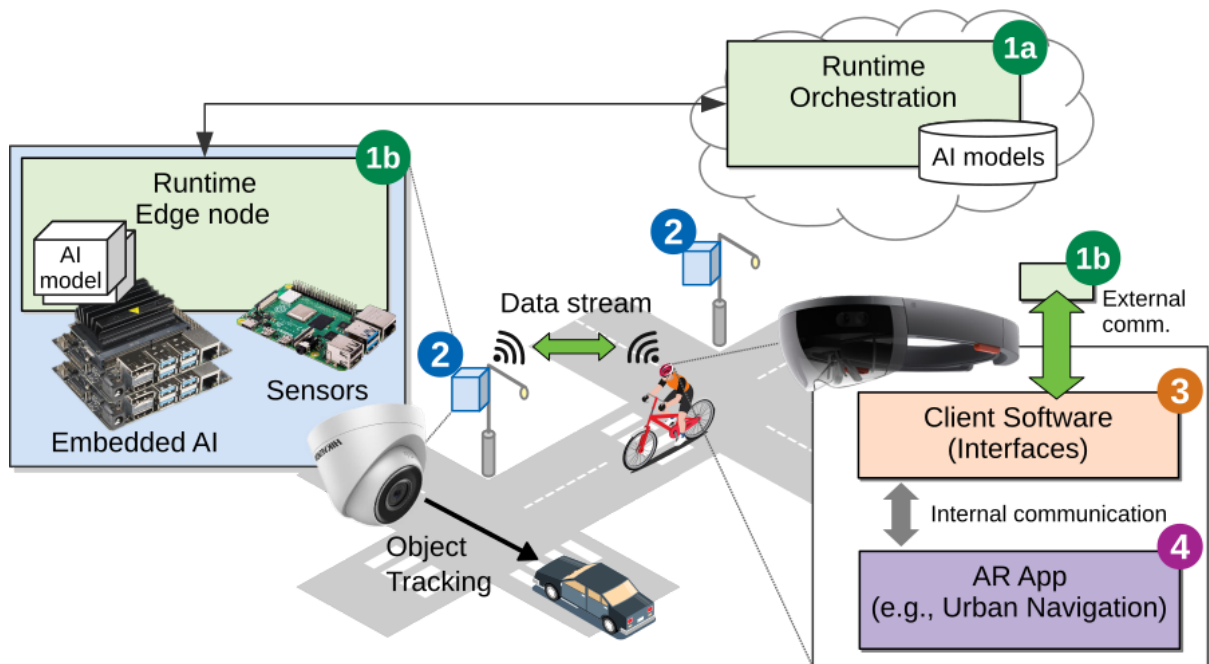 1a
Runtime
Orchestration
AI models
1b
Runtime
Edge node
AI
model
Sensors
Embedded AI
2
2
Data stream
1b
External
comm.
HIKVISION
Object
Tracking
3
Client Software
(Interfaces)
Internal communication
4
AR App
(e.g., Urban Navigation)